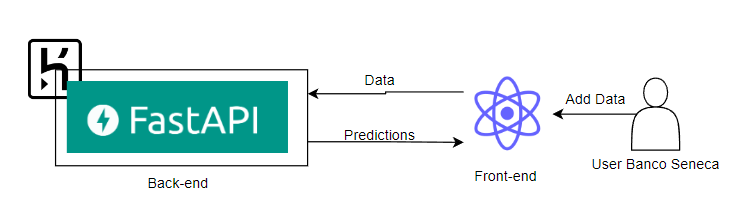 Data
Add Data
FastAPI
Predictions
User Banco Seneca
Front-end
Back-end